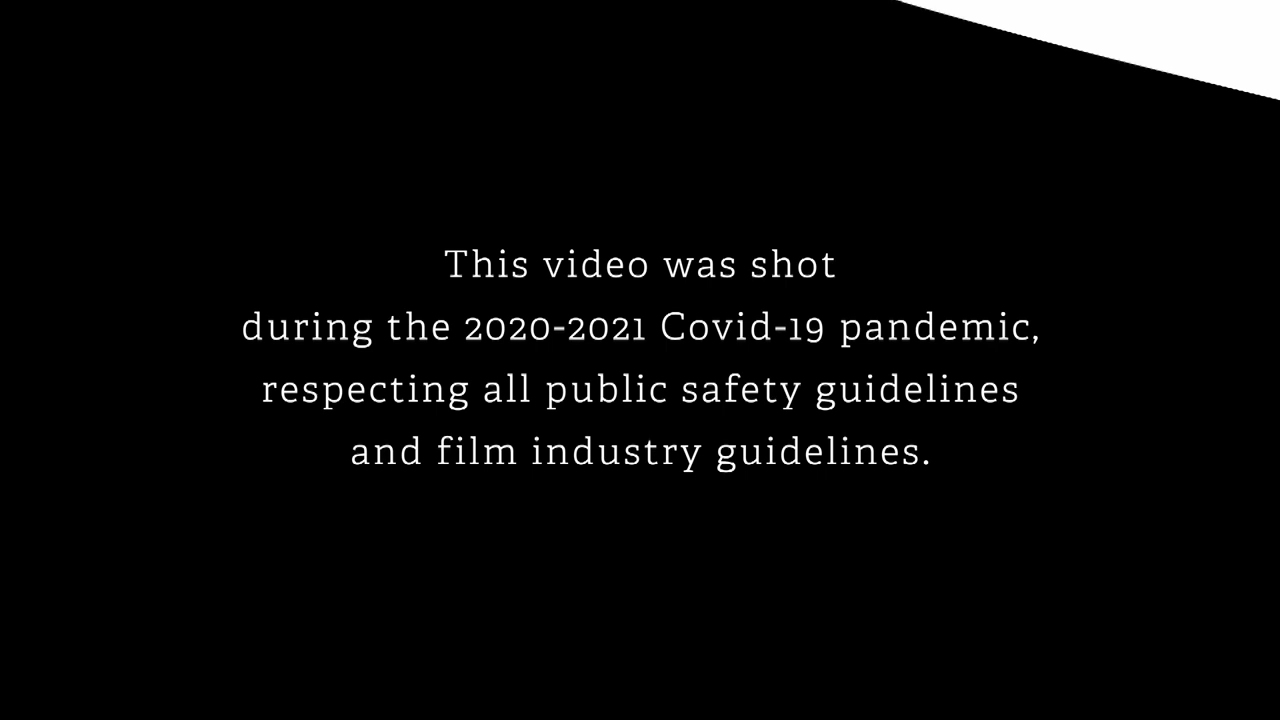 This video was shot
during the 2020-2021 Covid-19 pandemic,
respecting all public safety guidelines
and film industry guidelines.